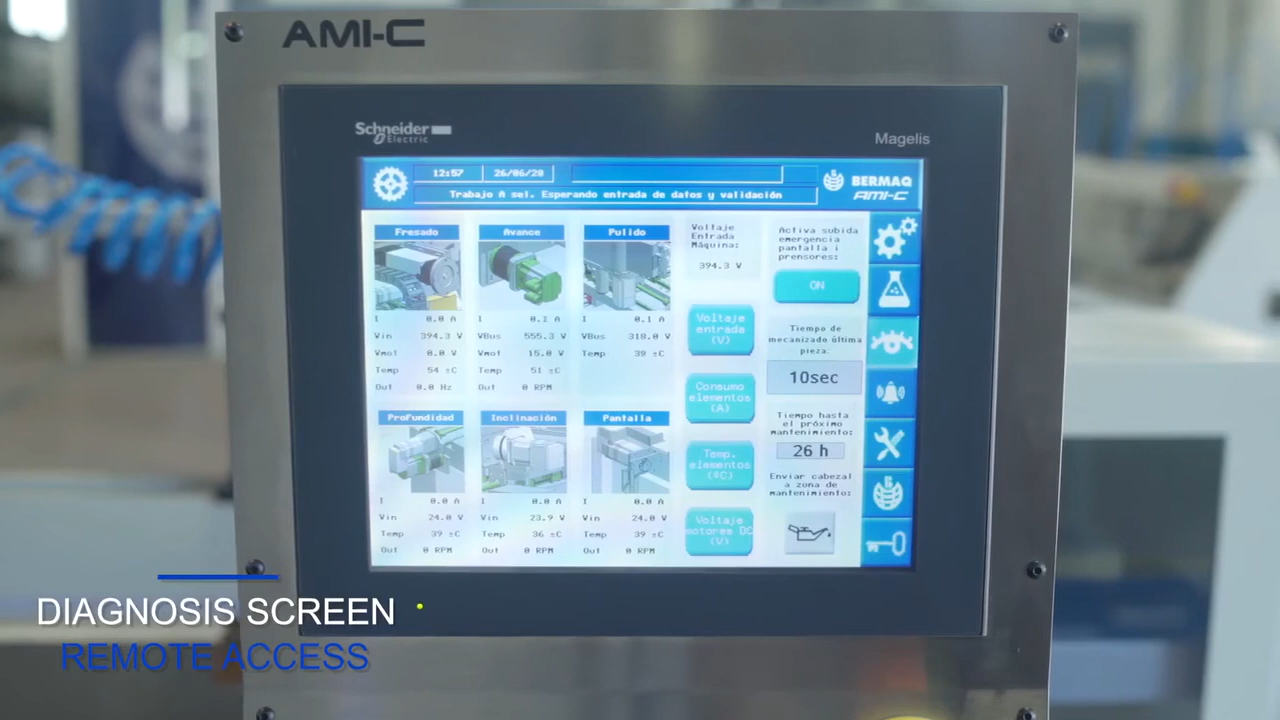 AMI-C
Schneider
Electric
Magelis
12:57 26/06/20
Trabajo A sel. Esperando entrada de datos y validación
BERMAQ
AMI-C
Fresado
I 0.0 A
Vin 394.3 V
Vmot 0.0 V
Temp 54 ±C
Out 0.0 Hz
Avance
I 0.1 A
VBus 555.3 V
Vmot 15.0 V
Temp 51 ±C
Out 0 RPM
Pulido
I 0.1 A
VBus 318.0 V
Temp 39 ±C
Profundidad
I 0.0 A
Vin 24.0 V
Temp 39 ±C
Out 0 RPM
Inclinación
I 0.0 A
Vin 23.9 V
Temp 36 ±C
Out 0 RPM
Pantalla
I 0.0 A
Vin 24.0 V
Temp 39 ±C
Out 0 RPM
Voltaje
Entrada
Máquina:
394.3 V
Voltaje
entrada
(V)
Consumo
elementos
(A)
Temp.
elementos
(ºC)
Voltaje
motores DC
(V)
Activa subida
emergencia
pantalla i
prensores:
ON
Tiempo de
mecanizado última
pieza:
10sec
Tiempo hasta
el próximo
mantenimiento:
26 h
Enviar cabezal
a zona de
mantenimiento:
DIAGNOSIS SCREEN
REMOTE ACCESS